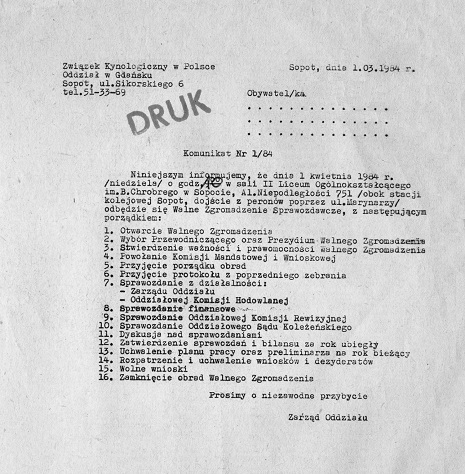 Związek Kynologiczny w Polsce
Oddział w Gdańsku
Sopot, ul.Sikorskiego 6
tel.51-33-69
Sopot, dnia 1.03.1984 r.
DRUK
Obywatel/ka
Komunikat Nr 1/84
Niniejszym informujemy, że dnia 1 kwietnia 1984 r.
/niedziela/ o godz. w sali II Liceum Ogólnokształcącego
im.B.Chrobrego w Sopocie, Al.Niepodległości 751 /obok stacji
kolejowej Sopot, dojście z peronów poprzez ul.Marynarzy/
odbędzie się Walne Zgromadzenie Sprawozdawcze, z następującym
porządkiem:
1. Otwarcie Walnego Zgromadzenia
2. Wybór Przewodniczącego oraz Prezydium Walnego Zgromadzenia
3. Stwierdzenie ważności i prawomocności Walnego Zgromadzenia
4. Powołanie Komisji Mandatowej i Wnioskowej
5. Przyjęcie porządku obrad
6. Przyjęcie protokołu z poprzedniego zebrania
7. Sprawozdanie z działalności:
- Zarządu Oddziału
- Oddziałowej Komisji Hodowlanej
8. Sprawozdanie finansowe
9. Sprawozdanie Oddziałowej Komisji Rewizyjnej
10. Sprawozdanie Oddziałowego Sądu Koleżeńskiego
11. Dyskusja nad sprawozdaniami
12. Zatwierdzenie sprawozdań i bilansu za rok ubiegły
13. Uchwalenie planu pracy oraz preliminarza na rok bieżący
14. Rozpatrzenie i uchwalenie wniosków i dezyderatów
15. Wolne wnioski
16. Zamknięcie obrad Walnego Zgromadzenia
Prosimy o niezawodne przybycie
Zarząd Oddziału